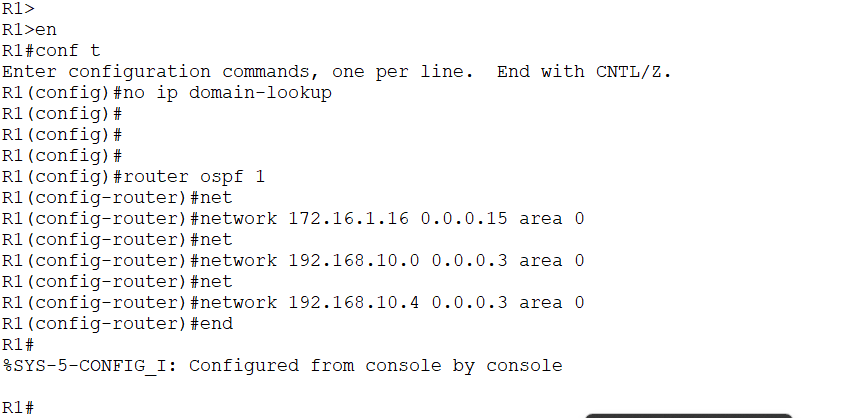 R1>
R1>en
R1#conf t
Enter configuration commands, one per line.  End with CNTL/Z.
R1(config)#no ip domain-lookup
R1(config)#
R1(config)#
R1(config)#
R1(config)#router ospf 1
R1(config-router)#net
R1(config-router)#network 172.16.1.16 0.0.0.15 area 0
R1(config-router)#net
R1(config-router)#network 192.168.10.0 0.0.0.3 area 0
R1(config-router)#net
R1(config-router)#network 192.168.10.4 0.0.0.3 area 0
R1(config-router)#end
R1#
%SYS-5-CONFIG_I: Configured from console by console
R1#